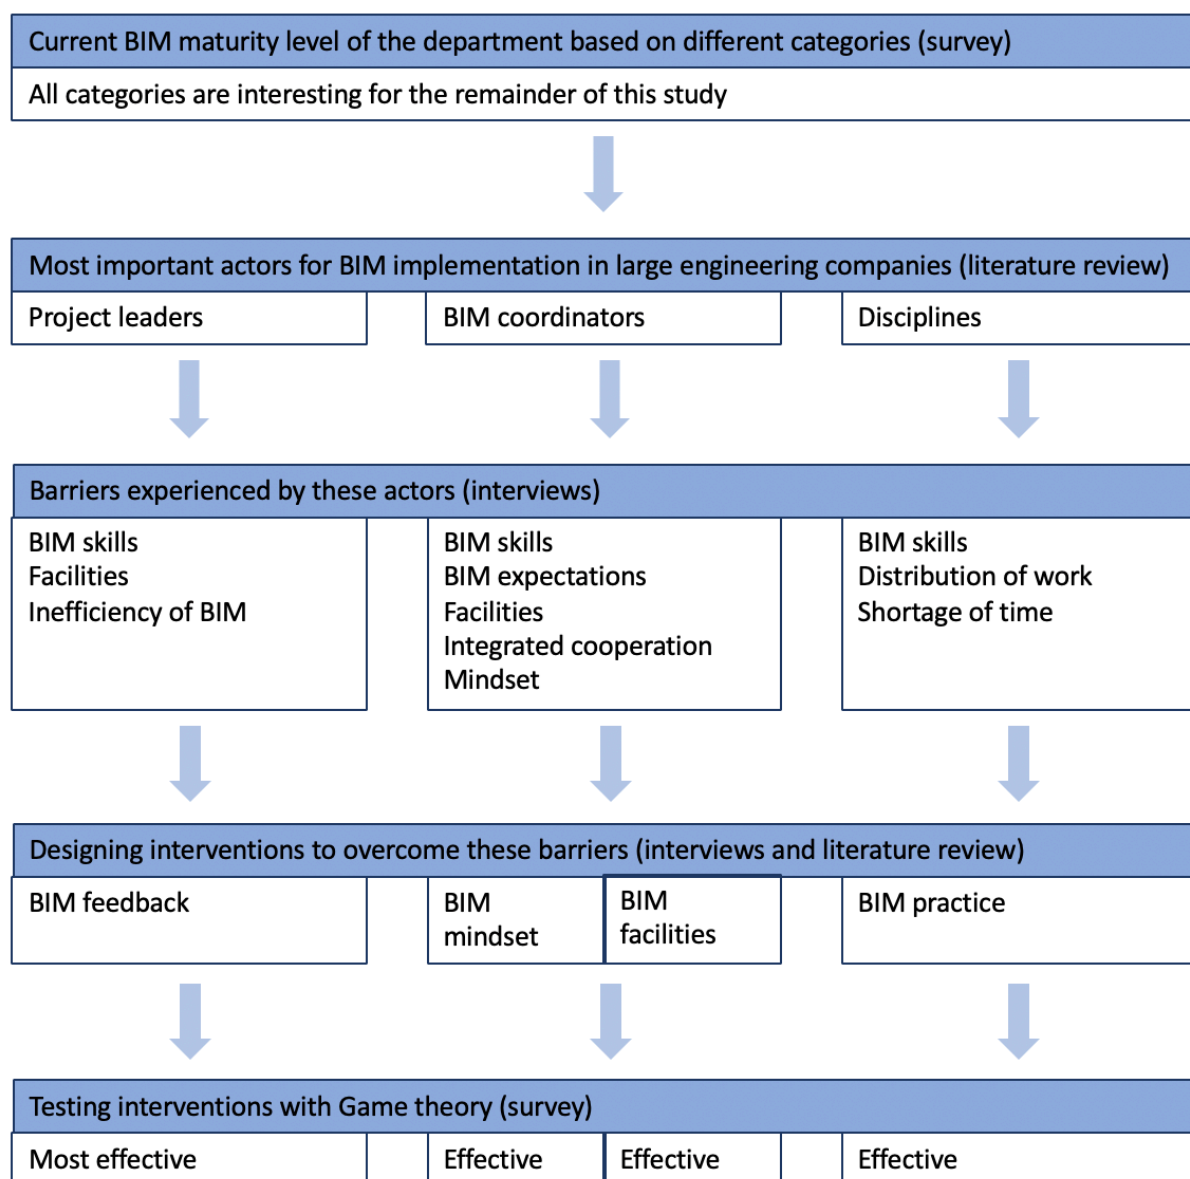 Current BIM maturity level of the department based on different categories (survey)
All categories are interesting for the remainder of this study
Most important actors for BIM implementation in large engineering companies (literature review)
Project leaders
BIM coordinators
Disciplines
Barriers experienced by these actors (interviews)
BIM skills
Facilities
Inefficiency of BIM
BIM skills
BIM expectations
Facilities
Integrated cooperation
Mindset
BIM skills
Distribution of work
Shortage of time
Designing interventions to overcome these barriers (interviews and literature review)
BIM feedback
BIM
mindset
BIM
facilities
BIM practice
Testing interventions with Game theory (survey)
Most effective
Effective
Effective
Effective